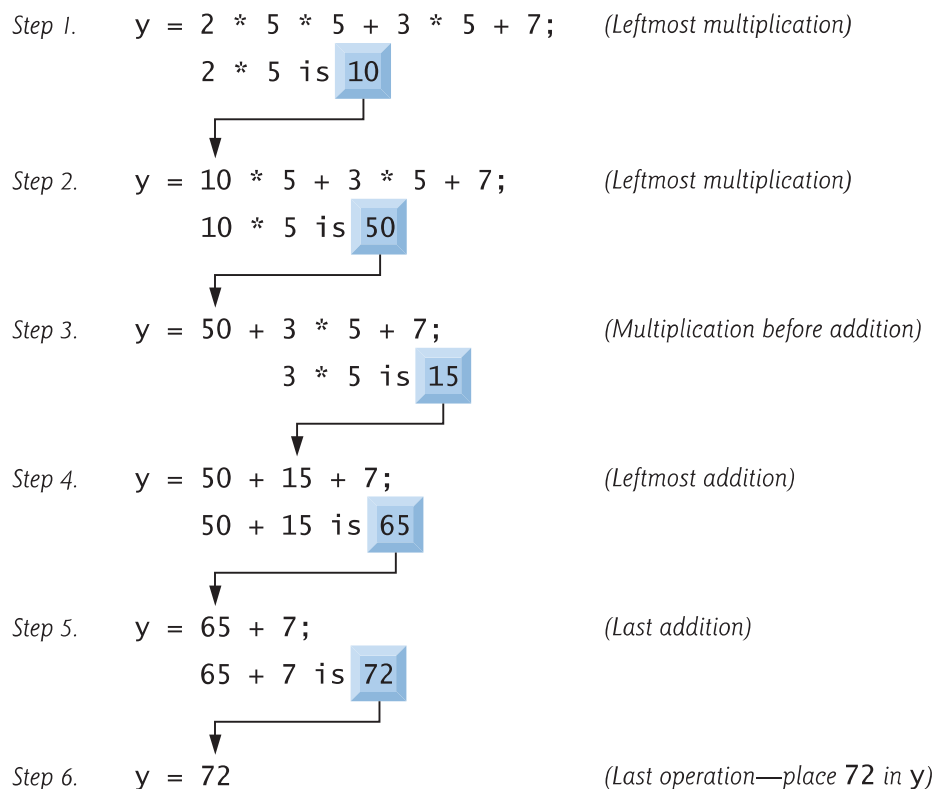 Step 1. y = 2 * 5 * 5 + 3 * 5 + 7; (Leftmost multiplication)
2 * 5 is 10
Step 2. y = 10 * 5 + 3 * 5 + 7; (Leftmost multiplication)
10 * 5 is 50
Step 3. y = 50 + 3 * 5 + 7; (Multiplication before addition)
3 * 5 is 15
Step 4. y = 50 + 15 + 7; (Leftmost addition)
50 + 15 is 65
Step 5. y = 65 + 7; (Last addition)
65 + 7 is 72
Step 6. y = 72 (Last operation—place 72 in y)